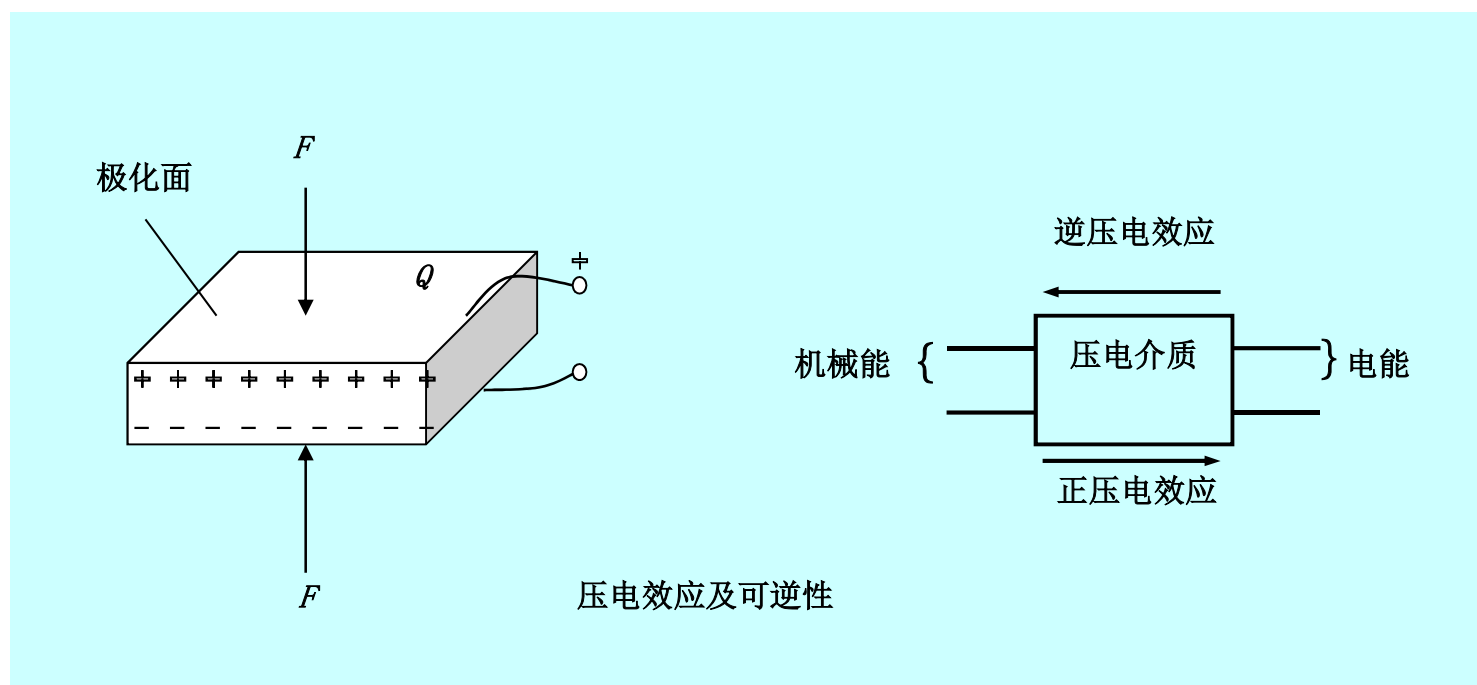 F
极化面
Q
+
+ + + + + + + + +
− − − − − − − − −
F
逆压电效应
机械能 {
压电介质
} 电能
正压电效应
压电效应及可逆性